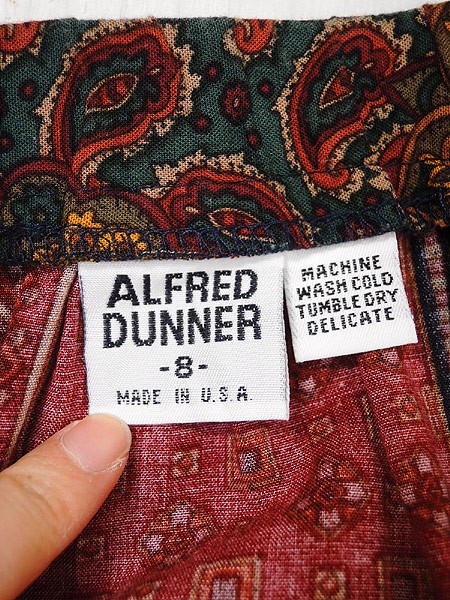 ALFRED
DUNNER
-8-
MADE IN U.S.A.
MACHINE
WASH COLD
TUMBLE DRY
DELICATE